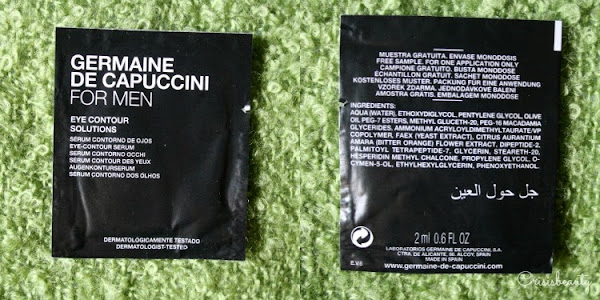 GERMAINE
DE CAPUCCINI
FOR MEN
EYE CONTOUR
SOLUTIONS
SÉRUM CONTORNO DE OJOS
EYE-CONTOUR SERUM
SERUM CONTORNO OCCHI
SÉRUM CONTOUR DES YEUX
AUGENKONTURSERUM
SERUM CONTORNO DOS OLHOS
DERMATOLÓGICAMENTE TESTADO
DERMATOLOGIST-TESTED
MUESTRA GRATUITA. ENVASE MONODOSIS
FREE SAMPLE. FOR ONE APPLICATION ONLY
CAMPIONE GRATUITO. BUSTA MONODOSE
ÉCHANTILLON GRATUIT. SACHET MONODOSE
KOSTENLOSES MUSTER. PACKUNG FÜR EINE ANWENDUNG
VZOREK ZDARMA. JEDNODÁVKOVÉ BALENÍ
AMOSTRA GRATIS. EMBALAGEM MONODOSE
INGREDIENTS:
AQUA (WATER), ETHOXYDIGLYCOL, PENTYLENE GLYCOL, OLIVE
OIL PEG-7 ESTERS, METHYL GLUCETH-20, PEG-16 MACADAMIA
GLYCERIDES, AMMONIUM ACRYLOYLDIMETHYLTAURATE/VP
COPOLYMER, FAEX (YEAST EXTRACT), CITRUS AURANTIUM
AMARA (BITTER ORANGE) FLOWER EXTRACT, DIPEPTIDE-2,
PALMITOYL TETRAPEPTIDE-7, GLYCERIN, STEARETH-20,
HESPERIDIN METHYL CHALCONE, PROPYLENE GLYCOL, O-
CYMEN-5-OL, ETHYLHEXYLGLYCERIN, PHENOXYETHANOL.
جل حول العين
2 ml 0.6 FL OZ
LABORATORIOS GERMAINE DE CAPUCCINI, S.A.
CTRA. DE ALICANTE, 56. ALCOY, SPAIN
MADE IN SPAIN
E.V.6 www.germaine-de-capuccini.com